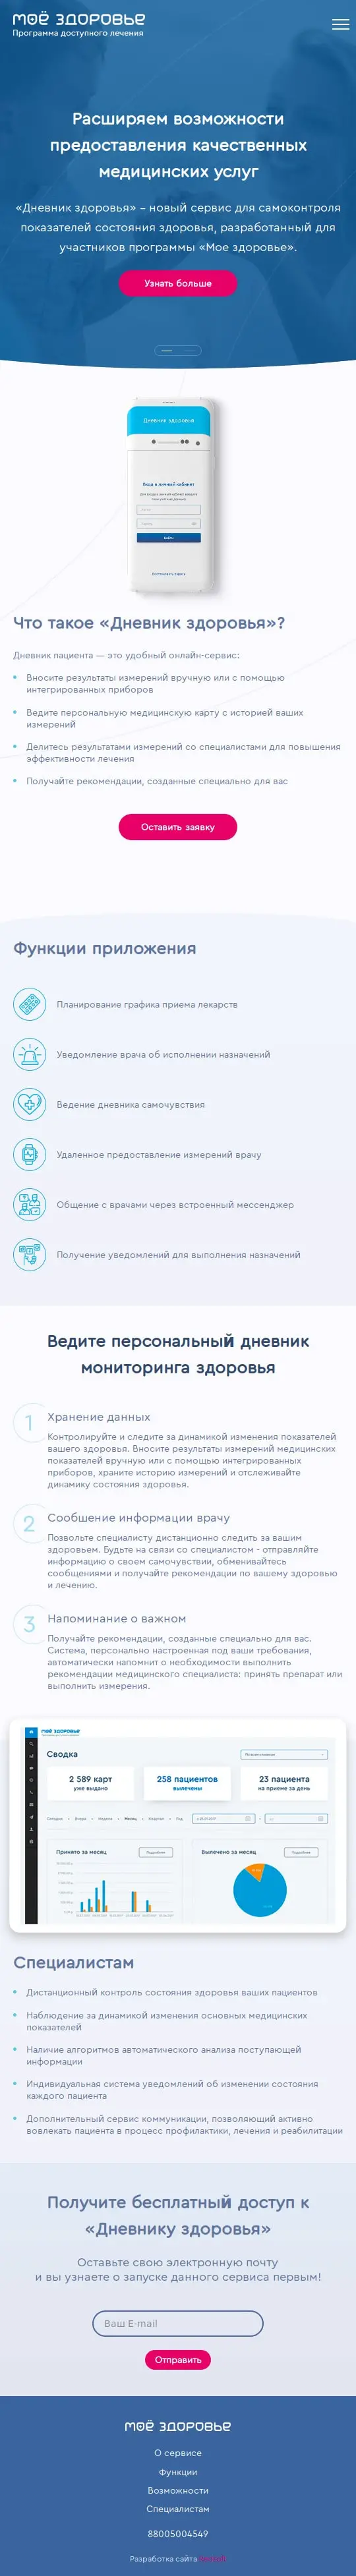 МОЁ ЗДОРОВЬЕ
Программа доступного лечения
Расширяем возможности
предоставления качественных
медицинских услуг
«Дневник здоровья» – новый сервис для самоконтроля
показателей состояния здоровья, разработанный для
участников программы «Мое здоровье».
Узнать больше
Дневник здоровья
Вход в личный кабинет
Войти
Что такое «Дневник здоровья»?
Дневник пациента — это удобный онлайн-сервис:
Вносите результаты измерений вручную или с помощью
интегрированных приборов
Ведите персональную медицинскую карту с историей ваших
измерений
Делитесь результатами измерений со специалистами для повышения
эффективности лечения
Получайте рекомендации, созданные специально для вас
Оставить заявку
Функции приложения
Планирование графика приема лекарств
Уведомление врача об исполнении назначений
Ведение дневника самочувствия
Удаленное предоставление измерений врачу
Общение с врачами через встроенный мессенджер
Получение уведомлений для выполнения назначений
Ведите персональный дневник
мониторинга здоровья
1
Хранение данных
Контролируйте и следите за динамикой изменения показателей
вашего здоровья. Вносите результаты измерений медицинских
показателей вручную или с помощью интегрированных
приборов, храните историю измерений и отслеживайте
динамику состояния здоровья.
2
Сообщение информации врачу
Позвольте специалисту дистанционно следить за вашим
здоровьем. Будьте на связи со специалистом - отправляйте
информацию о своем самочувствии, обменивайтесь
сообщениями и получайте рекомендации по вашему здоровью
и лечению.
3
Напоминание о важном
Получайте рекомендации, созданные специально для вас.
Система, персонально настроенная под ваши требования,
автоматически напомнит о необходимости выполнить
рекомендации медицинского специалиста: принять препарат или
выполнить измерения.
МОЁ ЗДОРОВЬЕ
Сводка
2 589 карт
уже выдано
258 пациентов
выдачены
23 пациента
на приеме за день
Сегодня Вчера Неделя Месяц Квартал Год
Принято за месяц
Подробнее
Вылечено за месяц
Подробнее
Специалистам
Дистанционный контроль состояния здоровья ваших пациентов
Наблюдение за динамикой изменения основных медицинских
показателей
Наличие алгоритмов автоматического анализа поступающей
информации
Индивидуальная система уведомлений об изменении состояния
каждого пациента
Дополнительный сервис коммуникации, позволяющий активно
вовлекать пациента в процесс профилактики, лечения и реабилитации
Получите бесплатный доступ к
«Дневнику здоровья»
Оставьте свою электронную почту
и вы узнаете о запуске данного сервиса первым!
Ваш E-mail
Отправить
МОЁ ЗДОРОВЬЕ
О сервисе
Функции
Возможности
Специалистам
88005004549
Разработка сайта